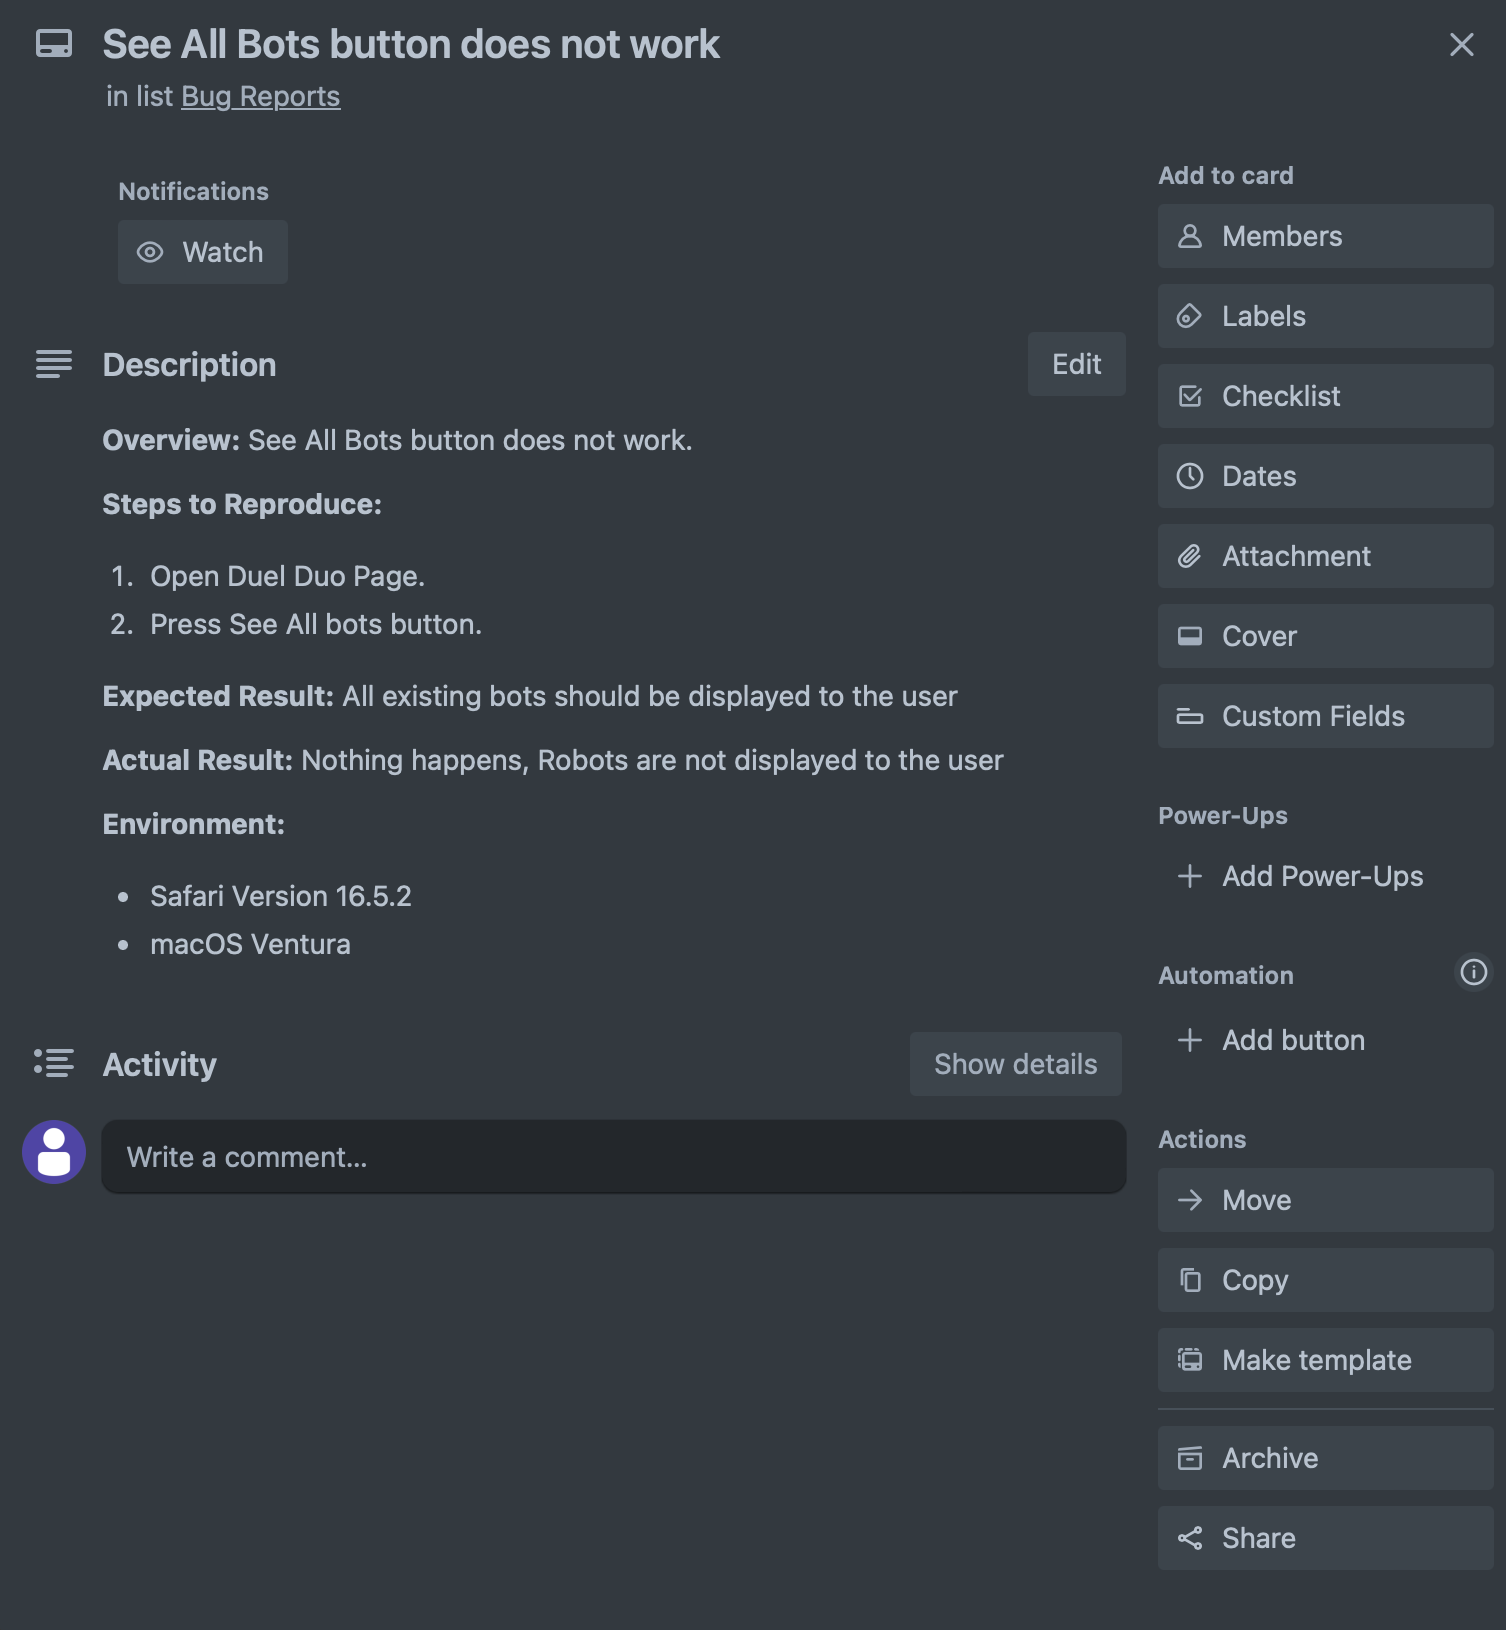 See All Bots button does not work
in list Bug Reports
Notifications
Watch
Description
Edit
Overview: See All Bots button does not work.
Steps to Reproduce:
1. Open Duel Duo Page.
2. Press See All bots button.
Expected Result: All existing bots should be displayed to the user
Actual Result: Nothing happens, Robots are not displayed to the user
Environment:
• Safari Version 16.5.2
• macOS Ventura
Activity
Show details
Write a comment...
Add to card
Members
Labels
Checklist
Dates
Attachment
Cover
Custom Fields
Power-Ups
Add Power-Ups
Automation
Add button
Actions
Move
Copy
Make template
Archive
Share